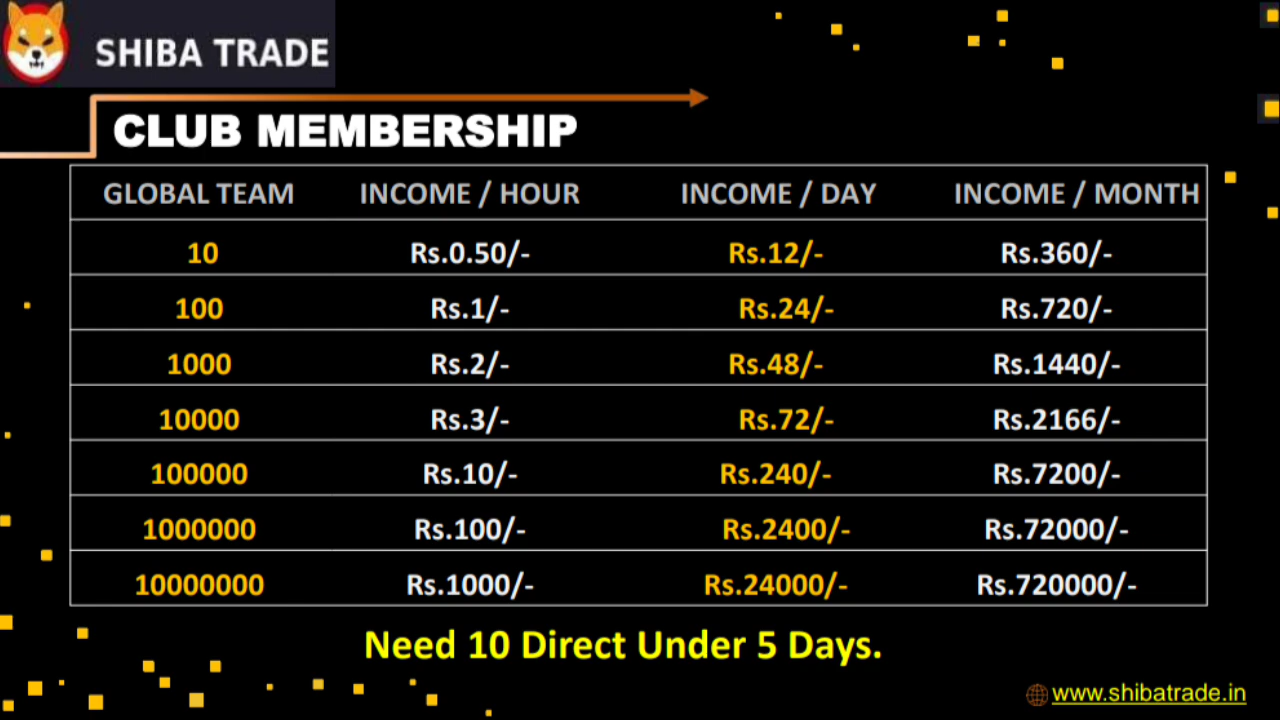 SHIBA TRADE
CLUB MEMBERSHIP
GLOBAL TEAM INCOME / HOUR INCOME / DAY INCOME / MONTH
10 Rs.0.50/- Rs.12/- Rs.360/-
100 Rs.1/- Rs.24/- Rs.720/-
1000 Rs.2/- Rs.48/- Rs.1440/-
10000 Rs.3/- Rs.72/- Rs.2166/-
100000 Rs.10/- Rs.240/- Rs.7200/-
1000000 Rs.100/- Rs.2400/- Rs.72000/-
10000000 Rs.1000/- Rs.24000/- Rs.720000/-
Need 10 Direct Under 5 Days.
www.shibatrade.in